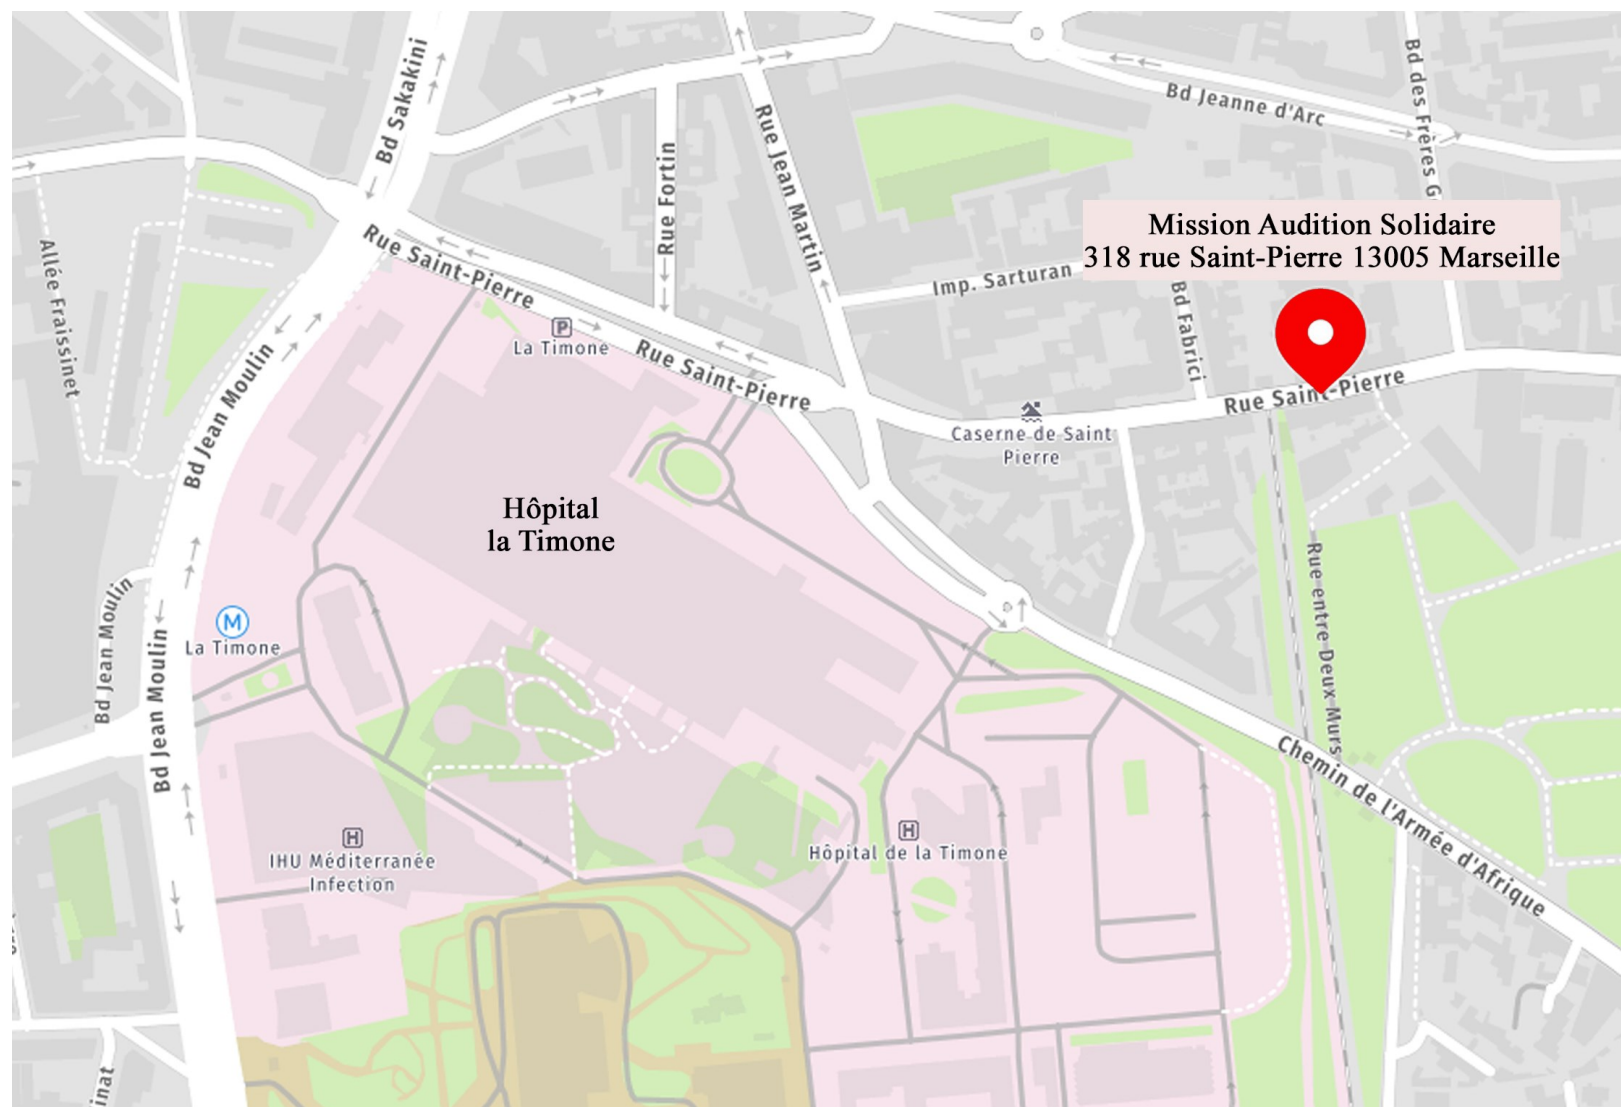 Bd Sakakini
Bd Jeanne d'Arc
Bd des Frères G
Rue Jean Martin
Rue Fortin
Mission Audition Solidaire
318 rue Saint-Pierre 13005 Marseille
Rue Saint-Pierre
Allée Fraissinet
Imp. Sarturan
Bd Fabrici
P
La Timone
Rue Saint-Pierre
Rue Saint-Pierre
Bd Jean Moulin
Caserne de Saint
Pierre
Hôpital
la Timone
Rue entre Deux Murs
M
La Timone
Bd Jean Moulin
Bd Jean Moulin
Chemin de l'Armée d'Afrique
H
IHU Méditerranée
Infection
H
Hôpital de la Timone
inat